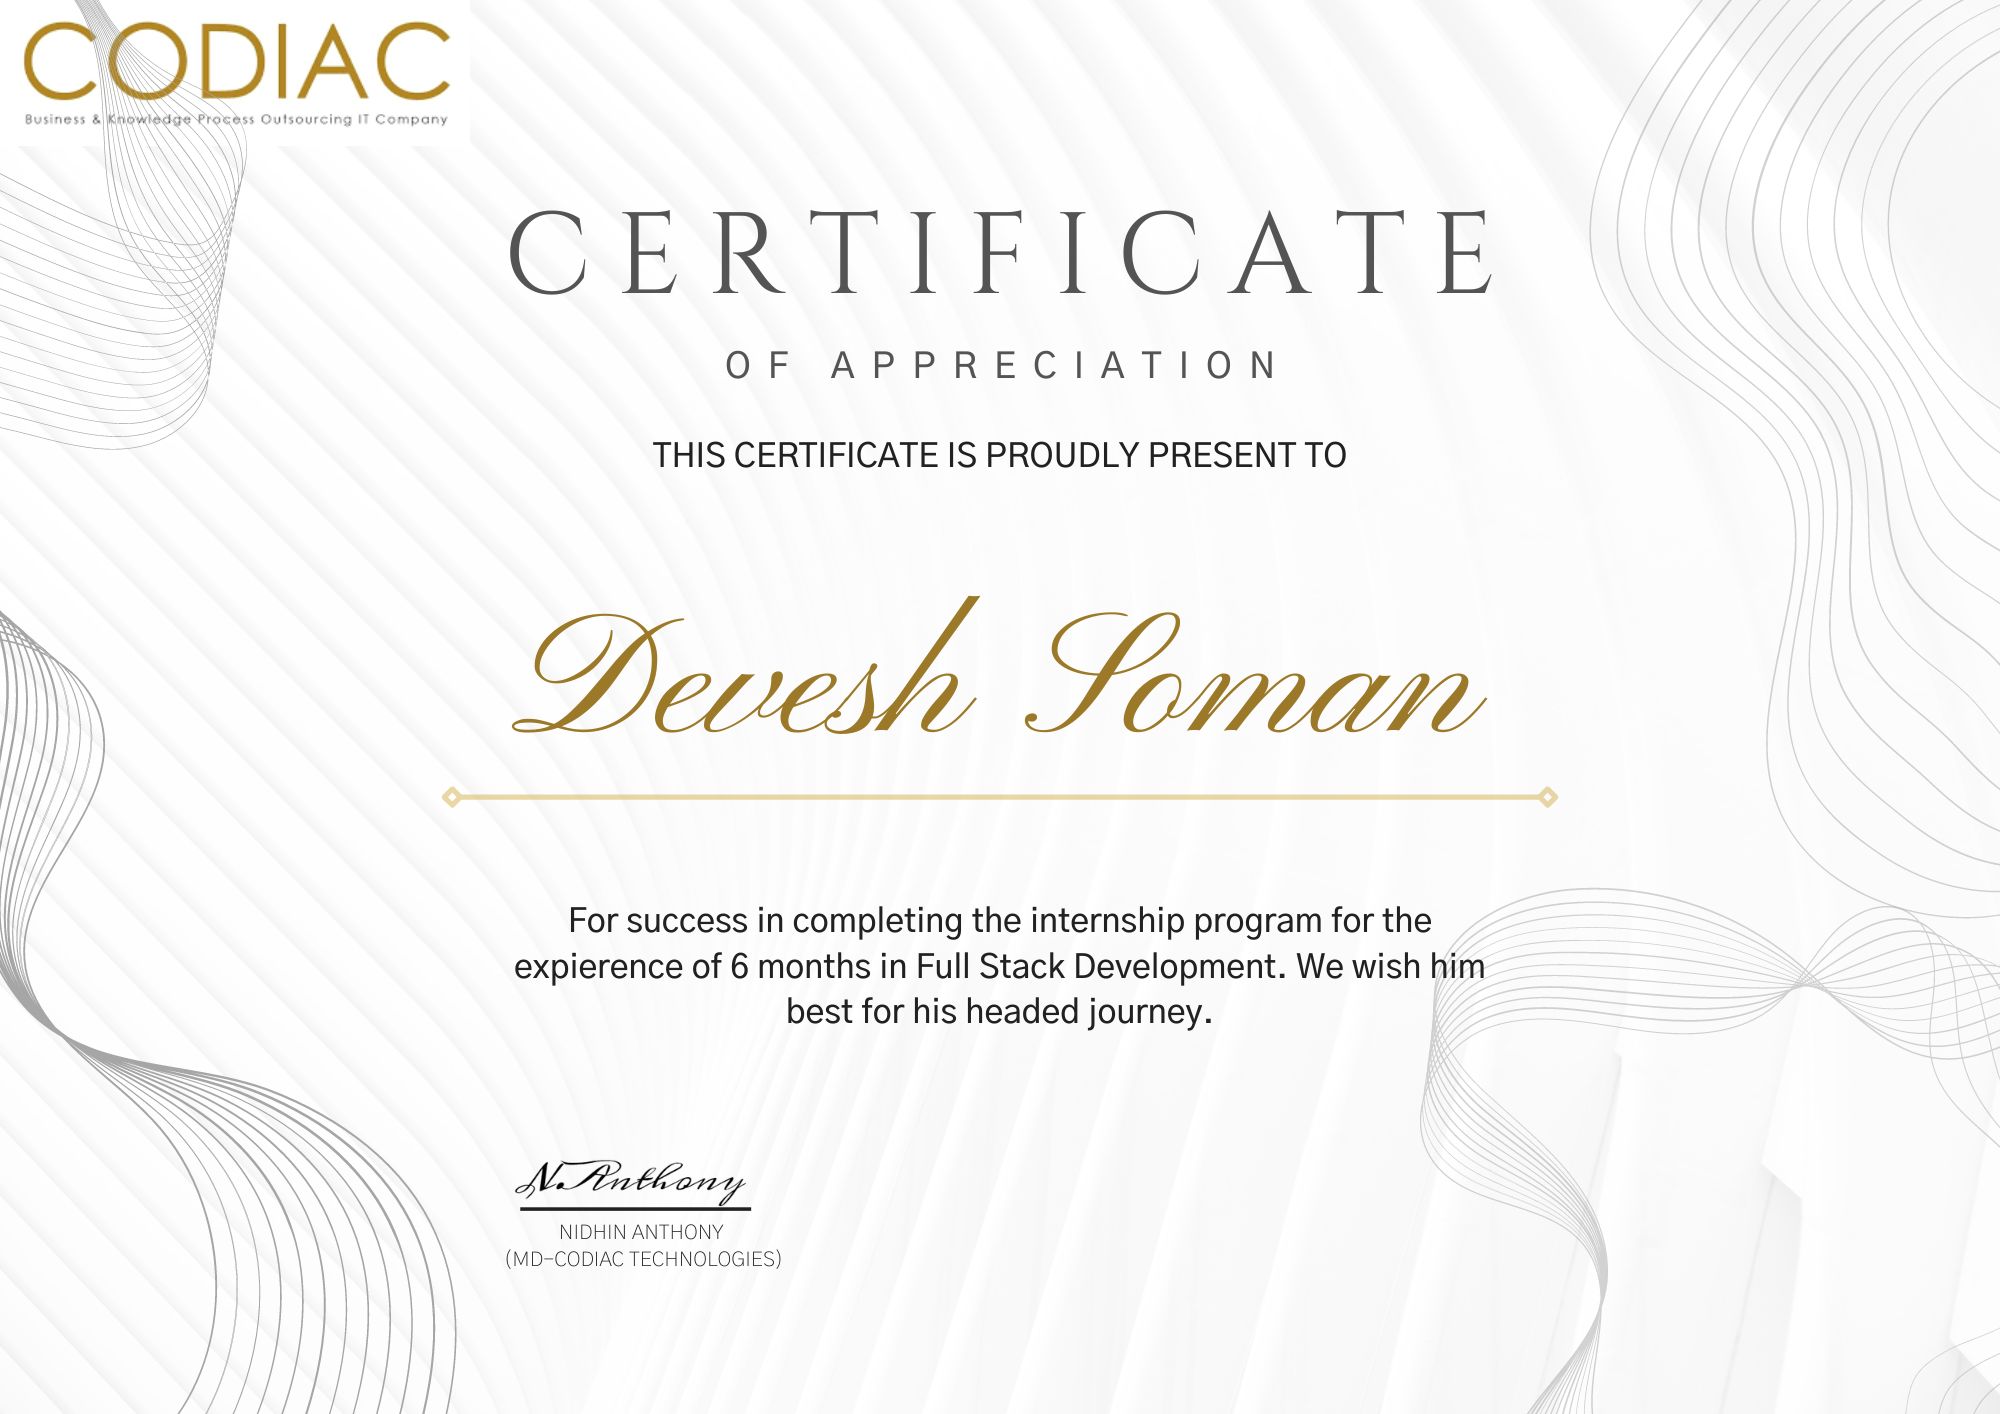 CODIAC
Business & Knowledge Process Outsourcing IT Company
CERTIFICATE
OF APPRECIATION
THIS CERTIFICATE IS PROUDLY PRESENT TO
Devesh Soman
For success in completing the internship program for the
expierence of 6 months in Full Stack Development. We wish him
best for his headed journey.
N.Anthony
NIDHIN ANTHONY
(MD-CODIAC TECHNOLOGIES)